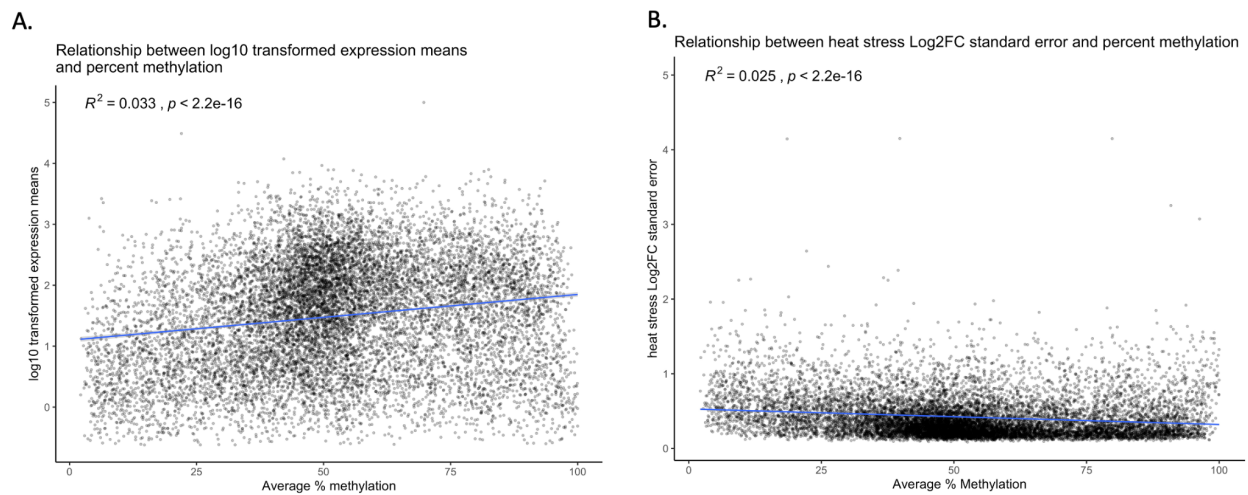 A.
Relationship between log10 transformed expression means
and percent methylation
R² = 0.033 , p < 2.2e-16
5
4
3
2
1
0
log10 transformed expression means
0 25 50 75 100
Average % methylation
B.
Relationship between heat stress Log2FC standard error and percent methylation
R² = 0.025 , p < 2.2e-16
5
4
3
2
1
0
heat stress Log2FC standard error
0 25 50 75 100
Average % Methylation